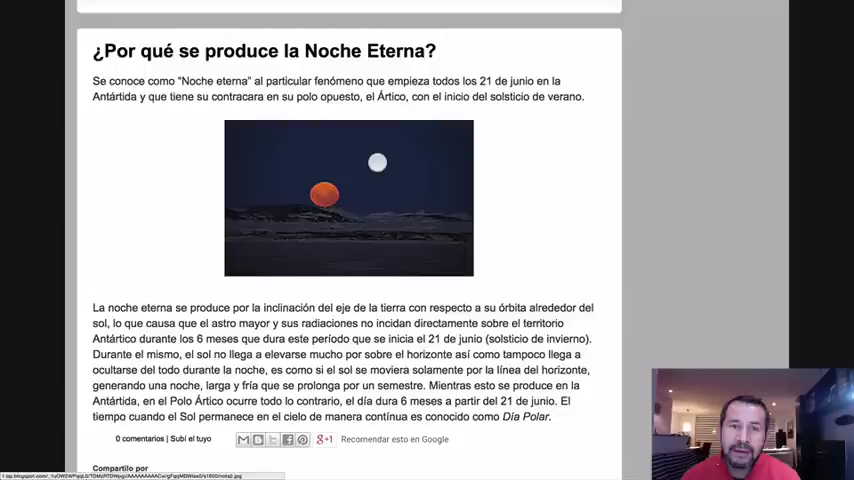 ¿Por qué se produce la Noche Eterna?
Se conoce como “Noche eterna” al particular fenómeno que empieza todos los 21 de junio en la
Antártida y que tiene su contracara en su polo opuesto, el Ártico, con el inicio del solsticio de verano.
La noche eterna se produce por la inclinación del eje de la tierra con respecto a su órbita alrededor del
sol, lo que causa que el astro mayor y sus radiaciones no incidan directamente sobre el territorio
Antártico durante los 6 meses que dura este período que se inicia el 21 de junio (solsticio de invierno).
Durante el mismo, el sol no llega a elevarse mucho por sobre el horizonte así como tampoco llega a
ocultarse del todo durante la noche, es como si el sol se moviera solamente por la línea del horizonte,
generando una noche, larga y fría que se prolonga por un semestre. Mientras esto se produce en la
Antártida, en el Polo Ártico ocurre todo lo contrario, el día dura 6 meses a partir del 21 de junio. El
tiempo cuando el Sol permanece en el cielo de manera contínua es conocido como Día Polar.
0 comentarios | Subí el tuyo
g+1 Recomendar esto en Google
Compartilo por